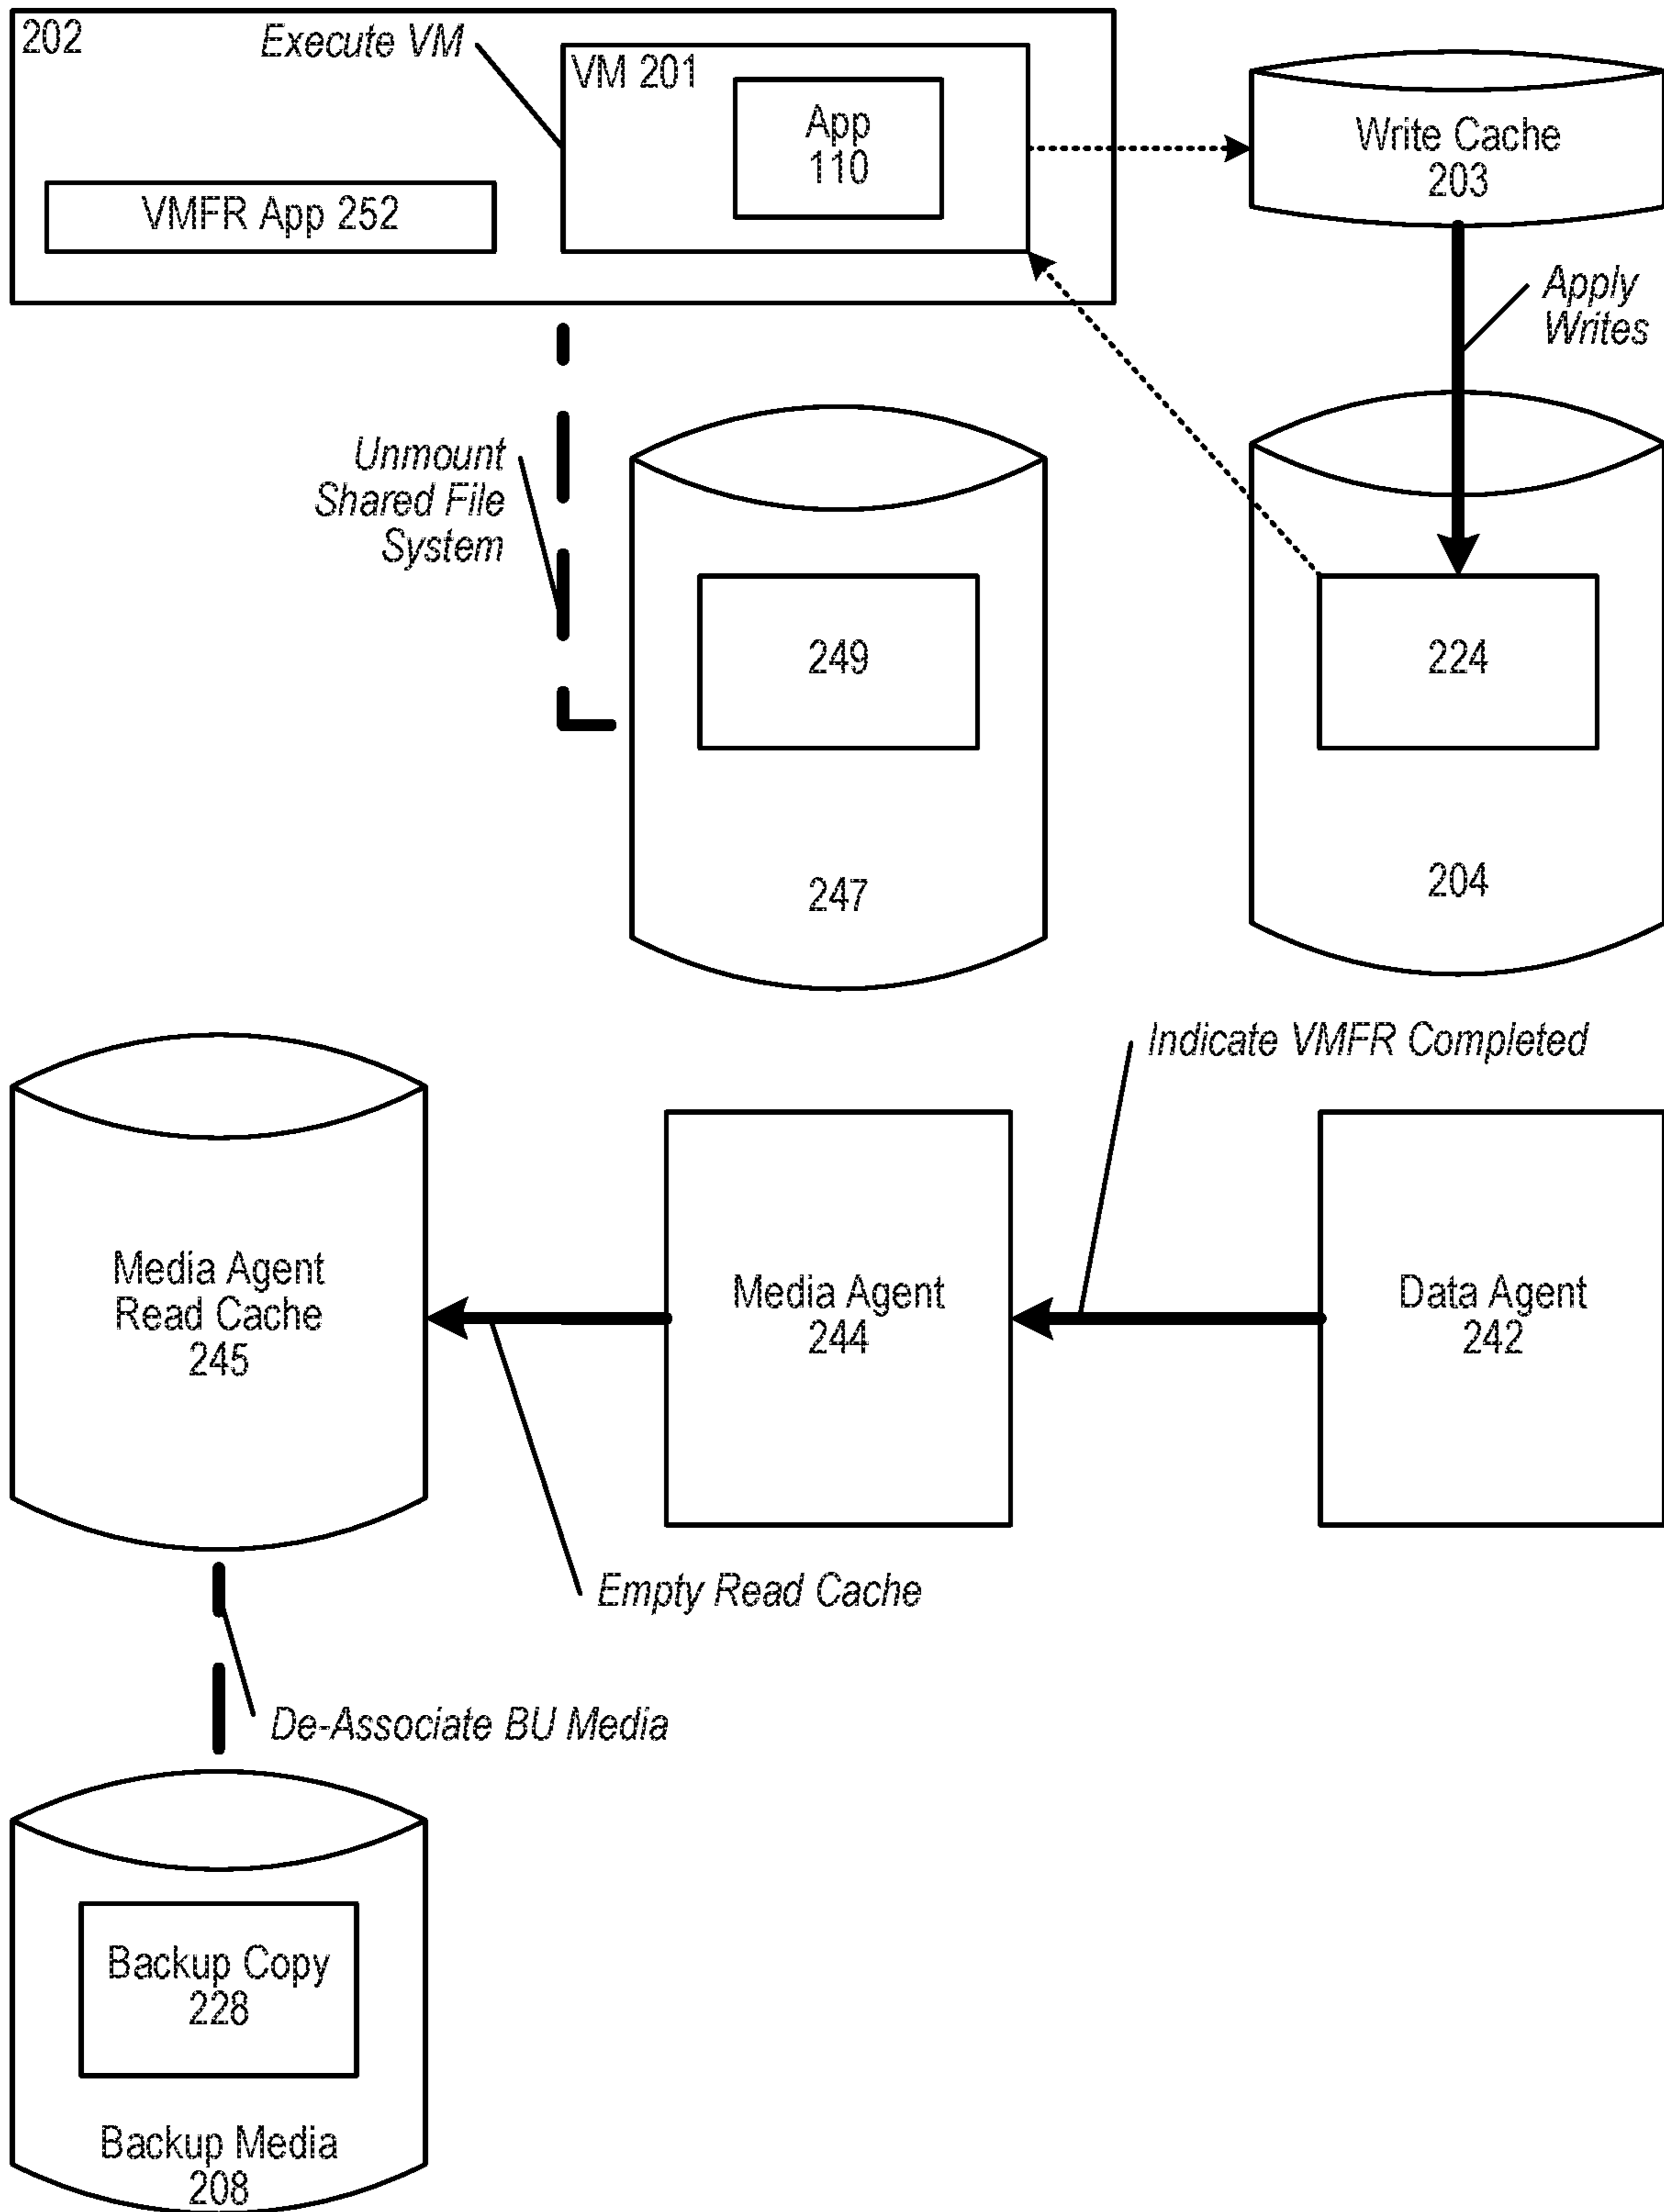 202
Execute VM
VM 201
App
110
VMFR App 252
Write Cache
203
Apply
Writes
Unmount
Shared File
System
249
247
224
204
Indicate VMFR Completed
Media Agent
Read Cache
245
Media Agent
244
Data Agent
242
Empty Read Cache
De-Associate BU Media
Backup Copy
228
Backup Media
208